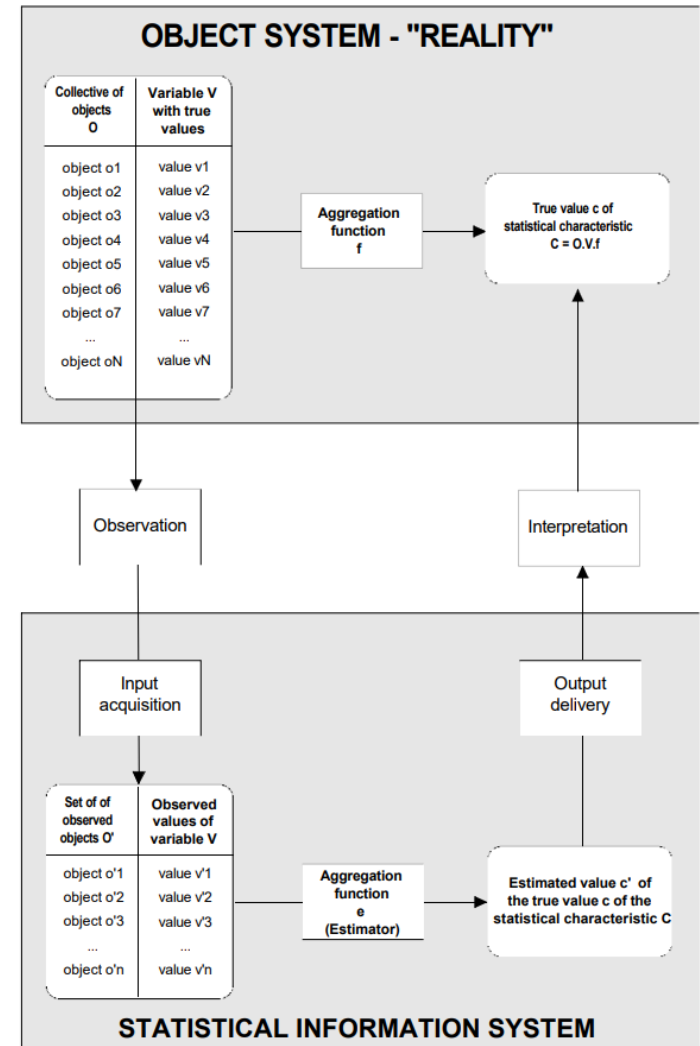 OBJECT SYSTEM - "REALITY"
Collective of
objects
O
Variable V
with true
values
object o1 value v1
object o2 value v2
object o3 value v3
object o4 value v4
object o5 value v5
object o6 value v6
object o7 value v7
... ...
object oN value vN
Aggregation
function
f
True value c of
statistical characteristic
C = O.V.f
Observation
Interpretation
Input
acquisition
Output
delivery
Set of of
observed
objects O'
Observed
values of
variable V
object o'1 value v'1
object o'2 value v'2
object o'3 value v'3
... ...
object o'n value v'n
Aggregation
function
e
(Estimator)
Estimated value c' of
the true value c of the
statistical characteristic C
STATISTICAL INFORMATION SYSTEM